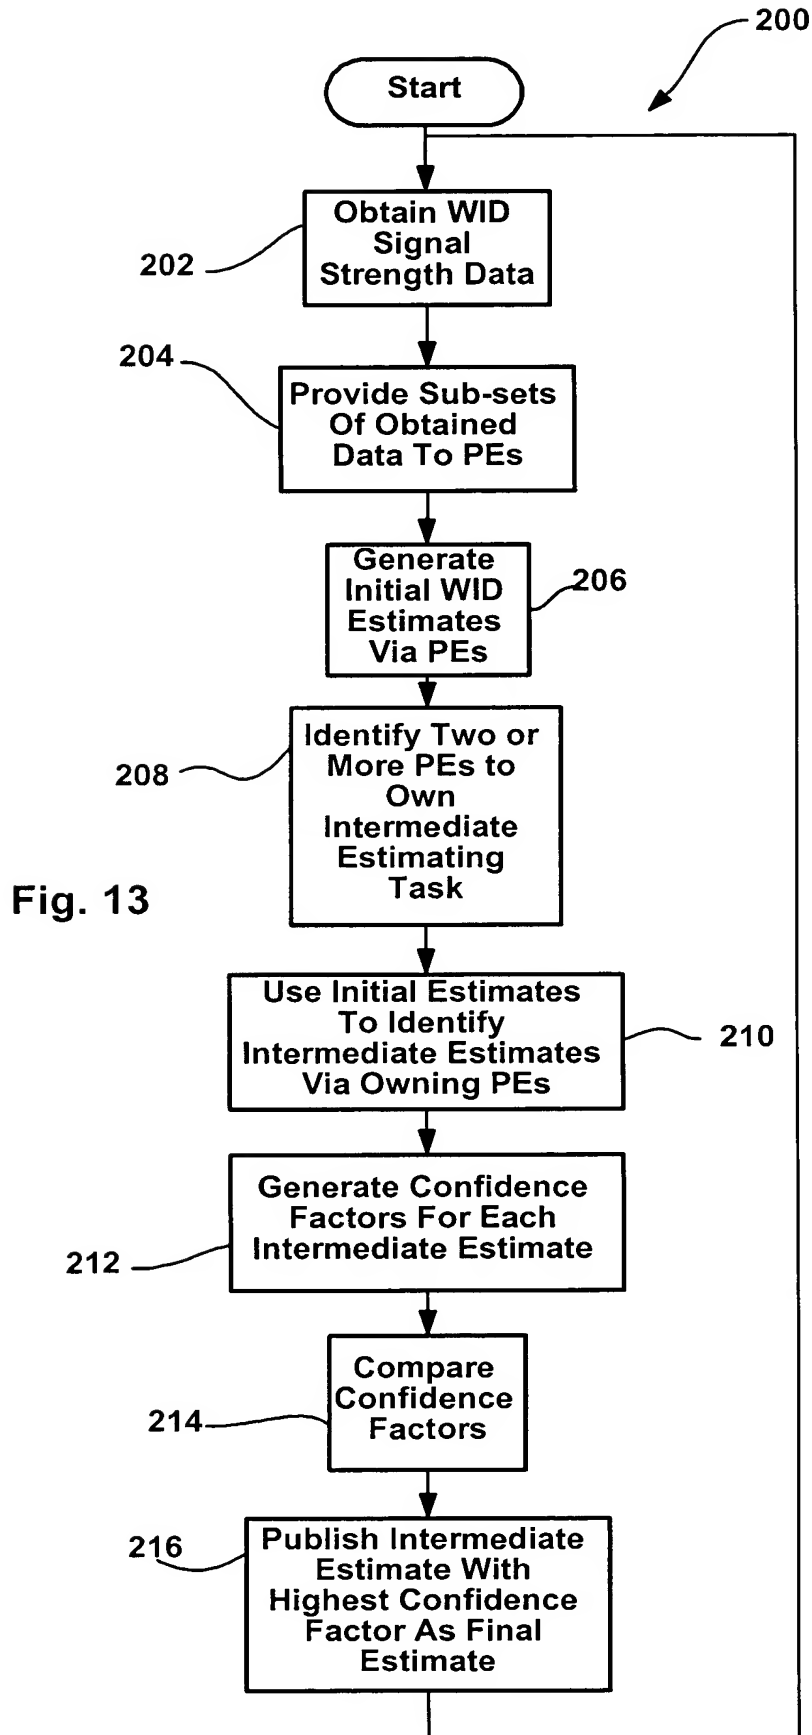 200
Start
Obtain WID
Signal
Strength Data
202
204
Provide Sub-sets
Of Obtained
Data To PEs
Generate
Initial WID
Estimates
Via PEs
206
208
Identify Two or
More PEs to
Own
Intermediate
Estimating
Task
Fig. 13
Use Initial Estimates
To Identify
Intermediate Estimates
Via Owning PEs
210
Generate Confidence
Factors For Each
Intermediate Estimate
212
Compare
Confidence
Factors
214
216
Publish Intermediate
Estimate With
Highest Confidence
Factor As Final
Estimate